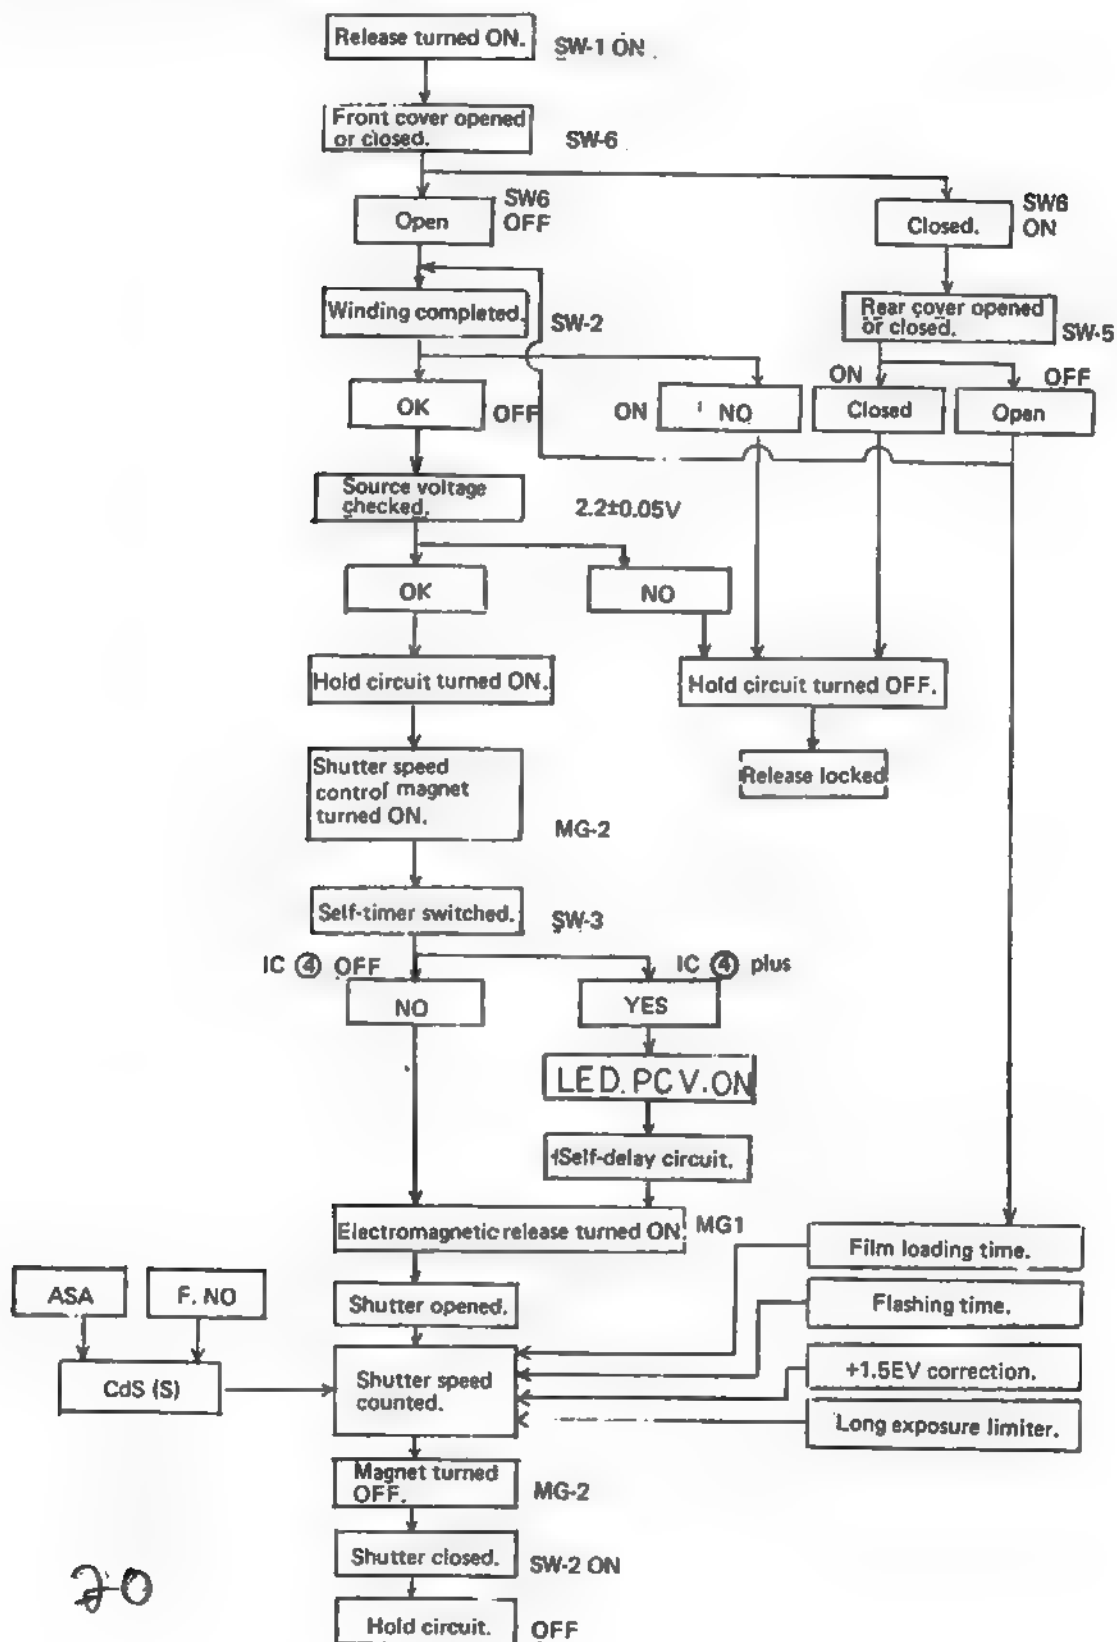 Release turned ON.
SW-1 ON
Front cover opened
or closed.
SW-6
SW6
OFF
Open
SW6
ON
Closed.
Winding completed.
SW-2
Rear cover opened
or closed.
SW-5
OK
OFF
ON
NO
ON
Closed
OFF
Open
Source voltage
checked.
2.2±0.05V
OK
NO
Hold circuit turned ON.
Hold circuit turned OFF.
Release locked
Shutter speed
control magnet
turned ON.
MG-2
Self-timer switched.
SW-3
IC ④ OFF
IC ④ plus
NO
YES
LED.PCV.ON
Self-delay circuit.
Electromagnetic release turned ON.
MG1
Film loading time.
ASA
F. NO
Shutter opened.
Flashing time.
CdS (S)
Shutter speed
counted.
+1.5EV correction.
Long exposure limiter.
Magnet turned
OFF.
MG-2
Shutter closed.
SW-2 ON
Hold circuit.
OFF
20